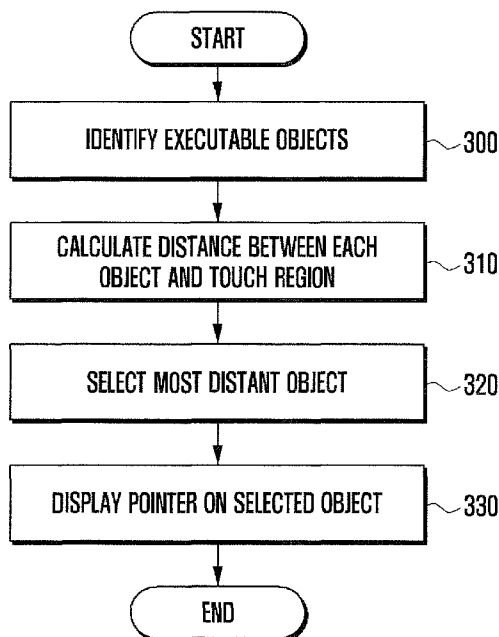 START
IDENTIFY EXECUTABLE OBJECTS
300
CALCULATE DISTANCE BETWEEN EACH
OBJECT AND TOUCH REGION
310
SELECT MOST DISTANT OBJECT
320
DISPLAY POINTER ON SELECTED OBJECT
330
END